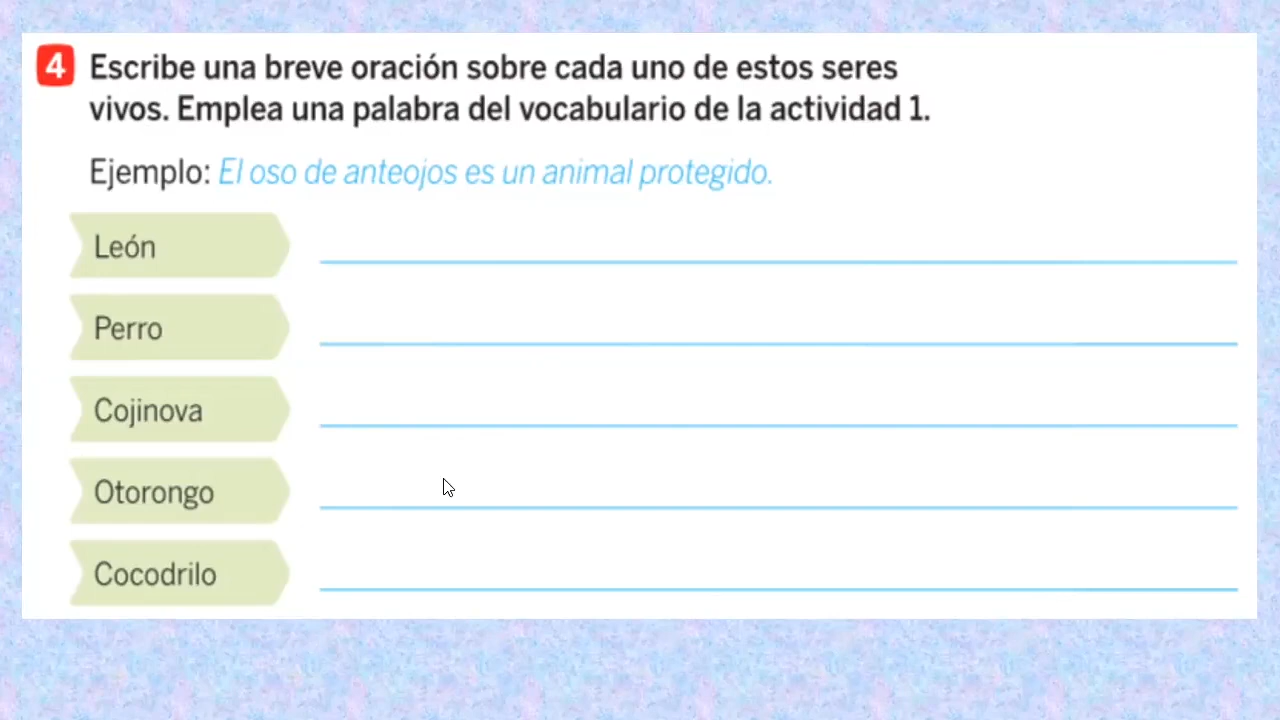 4 Escribe una breve oración sobre cada uno de estos seres
vivos. Emplea una palabra del vocabulario de la actividad 1.
Ejemplo: El oso de anteojos es un animal protegido.
León
Perro
Cojinova
Otorongo
Cocodrilo